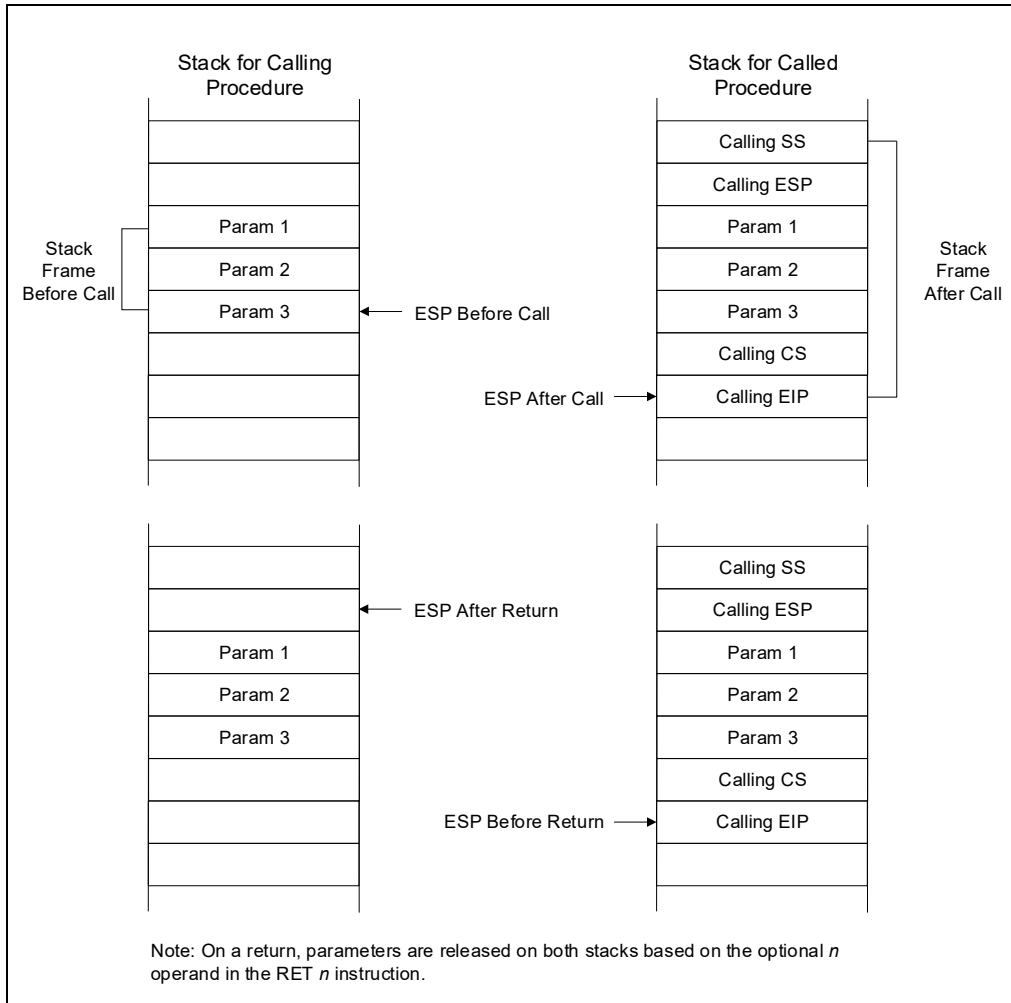 Stack for Calling
Procedure
Stack for Called
Procedure
Calling SS
Calling ESP
Stack
Frame
Before Call
Param 1
Param 2
Param 3
ESP Before Call
Param 1
Param 2
Param 3
Calling CS
ESP After Call
Calling EIP
Stack
Frame
After Call
Calling SS
ESP After Return
Calling ESP
Param 1
Param 1
Param 2
Param 2
Param 3
Param 3
Calling CS
ESP Before Return
Calling EIP
Note: On a return, parameters are released on both stacks based on the optional n
operand in the RET n instruction.